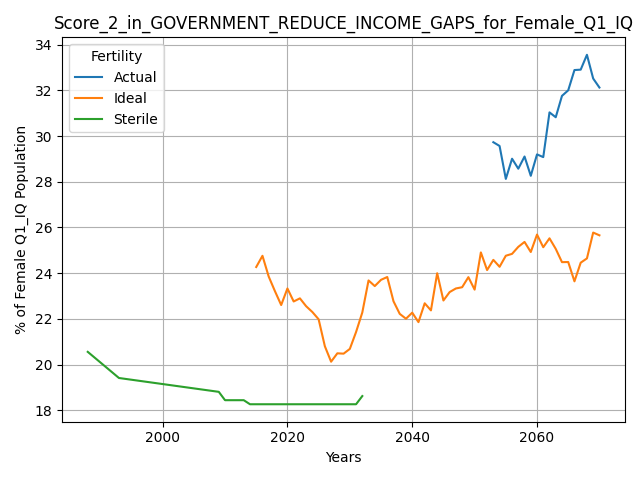 Score_2_in_GOVERNMENT_REDUCE_INCOME_GAPS_for_Female_Q1_IQ
Fertility
Actual
Ideal
Sterile
% of Female Q1_IQ Population
34
32
30
28
26
24
22
20
18
2000
2020
2040
2060
Years